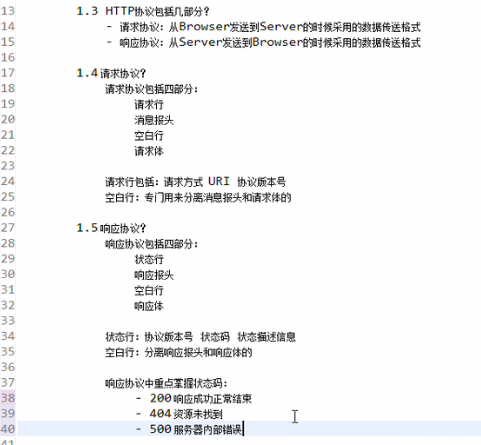 13 1.3 HTTP协议包括几部分?
14 - 请求协议: 从Browser发送到Server的时候采用的数据传送格式
15 - 响应协议: 从Server发送到Browser的时候采用的数据传送格式
16
17 1.4 请求协议?
18 请求协议包括四部分:
19 请求行
20 消息报头
21 空白行
22 请求体
23
24 请求行包括: 请求方式 URI 协议版本号
25 空白行: 专门用来分离消息报头和请求体的
26
27 1.5 响应协议?
28 响应协议包括四部分:
29 状态行
30 响应报头
31 空白行
32 响应体
33
34 状态行: 协议版本号 状态码 状态描述信息
35 空白行: 分离响应报头和响应体的
36
37 响应协议中重点掌握状态码:
38 - 200 响应成功正常结束
39 - 404 资源未找到
40 - 500 服务器内部错误